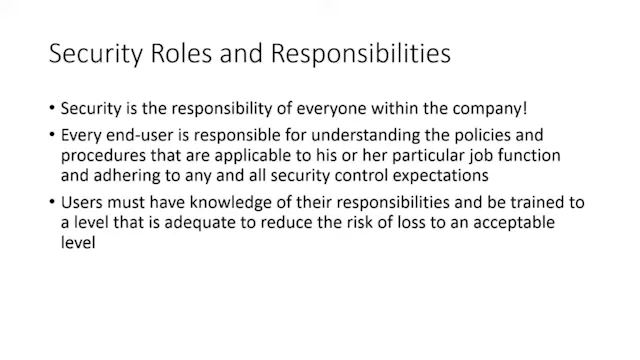 Security Roles and Responsibilities
• Security is the responsibility of everyone within the company!
• Every end-user is responsible for understanding the policies and
procedures that are applicable to his or her particular job function
and adhering to any and all security control expectations
• Users must have knowledge of their responsibilities and be trained to
a level that is adequate to reduce the risk of loss to an acceptable
level